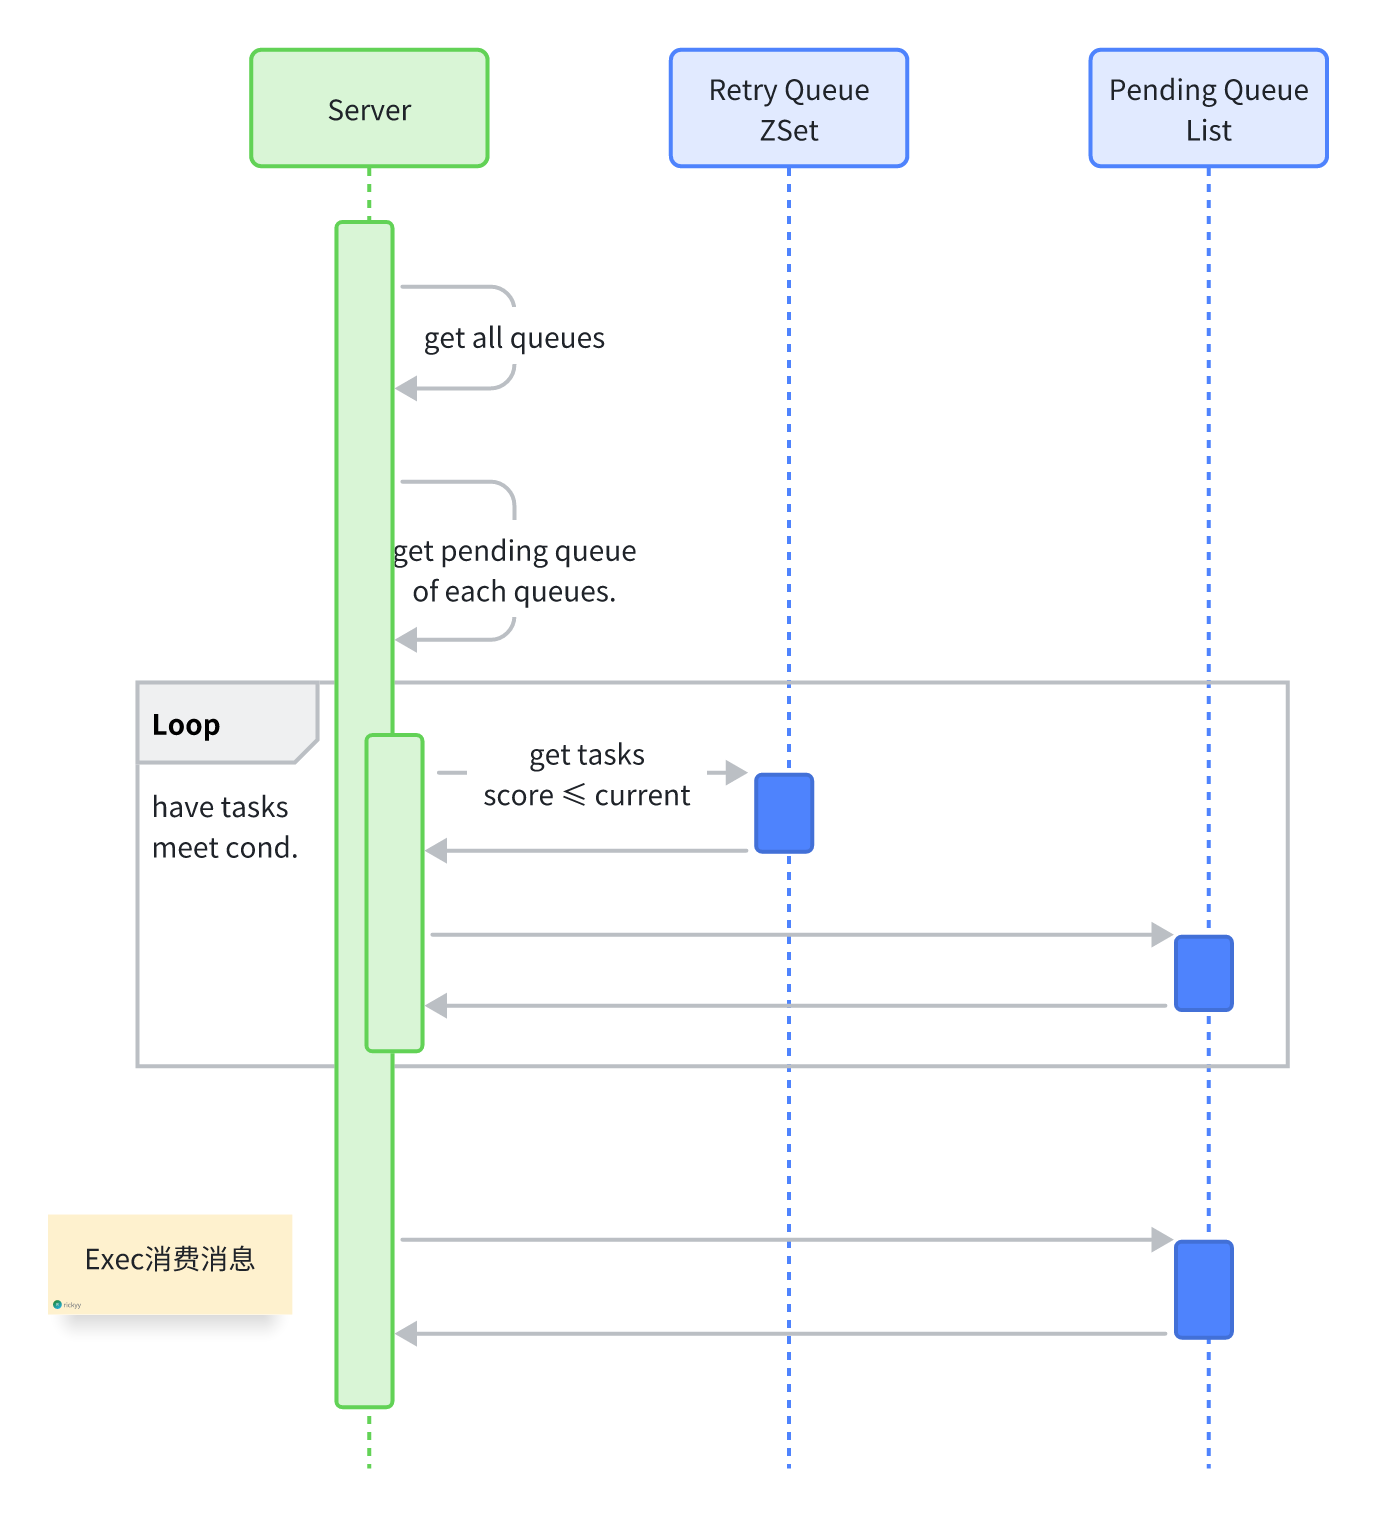 Server
Retry Queue
ZSet
Pending Queue
List
get all queues
get pending queue
of each queues.
Loop
have tasks
meet cond.
get tasks
score ⩽ current
Exec消费消息
rickyy